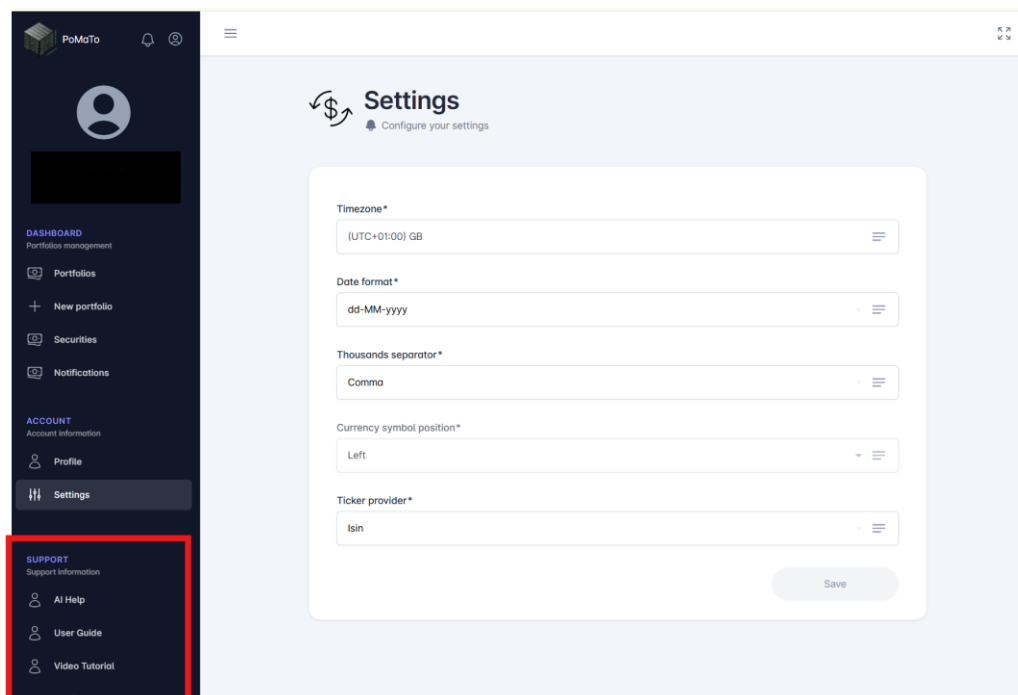 PoMaTo
DASHBOARD
Portfolios management
Portfolios
New portfolio
Securities
Notifications
ACCOUNT
Account information
Profile
Settings
SUPPORT
Support information
AI Help
User Guide
Video Tutorial
Settings
Configure your settings
Timezone*
(UTC+01:00) GB
Date format*
dd-MM-yyyy
Thousands separator*
Comma
Currency symbol position*
Left
Ticker provider*
Isin
Save